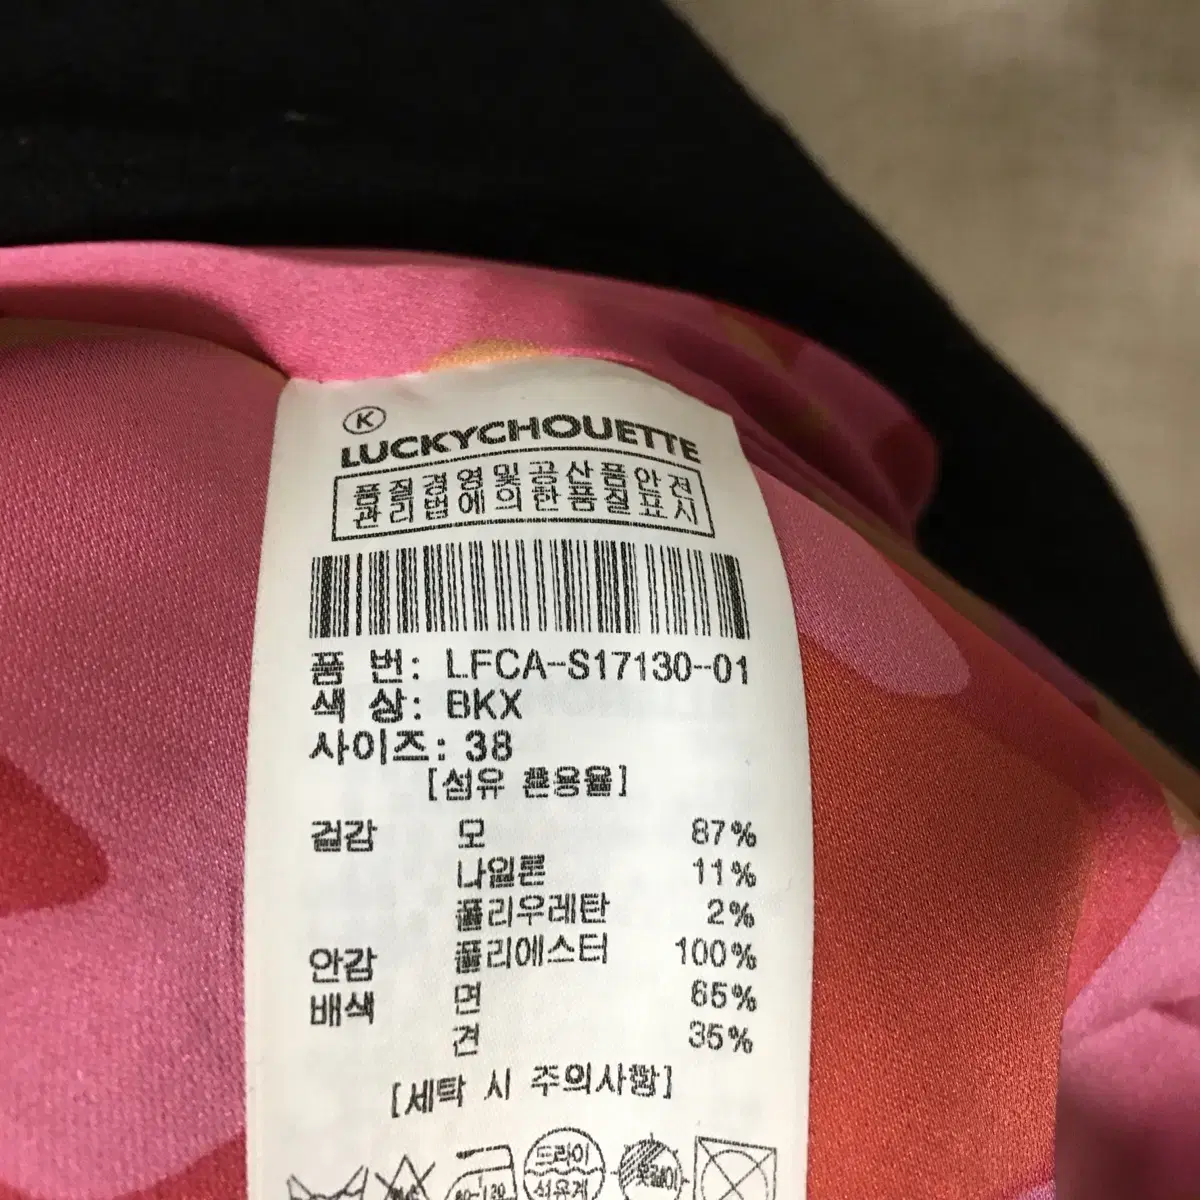 K
LUCKYCHOUETTE
품질경영및공산품안전
관리법에의한품질표시
품 번: LFCA-S17130-01
색 상: BKX
사이즈: 38
[섬유 혼용율]
겉감 모 87%
나일론 11%
폴리우레탄 2%
안감 폴리에스터 100%
배색 면 65%
견 35%
[세탁 시 주의사항]
드라이
석유계